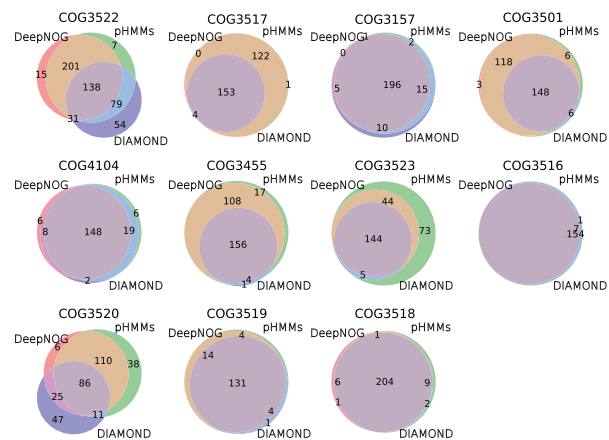 COG3522
DeepNOG
pHMMs
7
201
15
138
79
31
54
DIAMOND
COG3517
DeepNOG
pHMMs
0
122
153
1
4
DIAMOND
COG3157
DeepNOG
1
pHMMs
2
0
5
196
15
10
DIAMOND
COG3501
DeepNOG
pHMMs
6
118
3
148
6
DIAMOND
COG4104
DeepNOG
pHMMs
6
6
8
148
19
2
DIAMOND
COG3455
DeepNOG
pHMMs
17
108
156
4
1
DIAMOND
COG3523
DeepNOG
pHMMs
44
73
144
5
DIAMOND
COG3516
DeepNOG
pHMMs
1
7
154
DIAMOND
COG3520
DeepNOG
pHMMs
6
110
38
86
25
11
47
DIAMOND
COG3519
DeepNOG
pHMMs
4
14
131
4
1
DIAMOND
COG3518
DeepNOG
pHMMs
1
6
204
9
1
2
DIAMOND